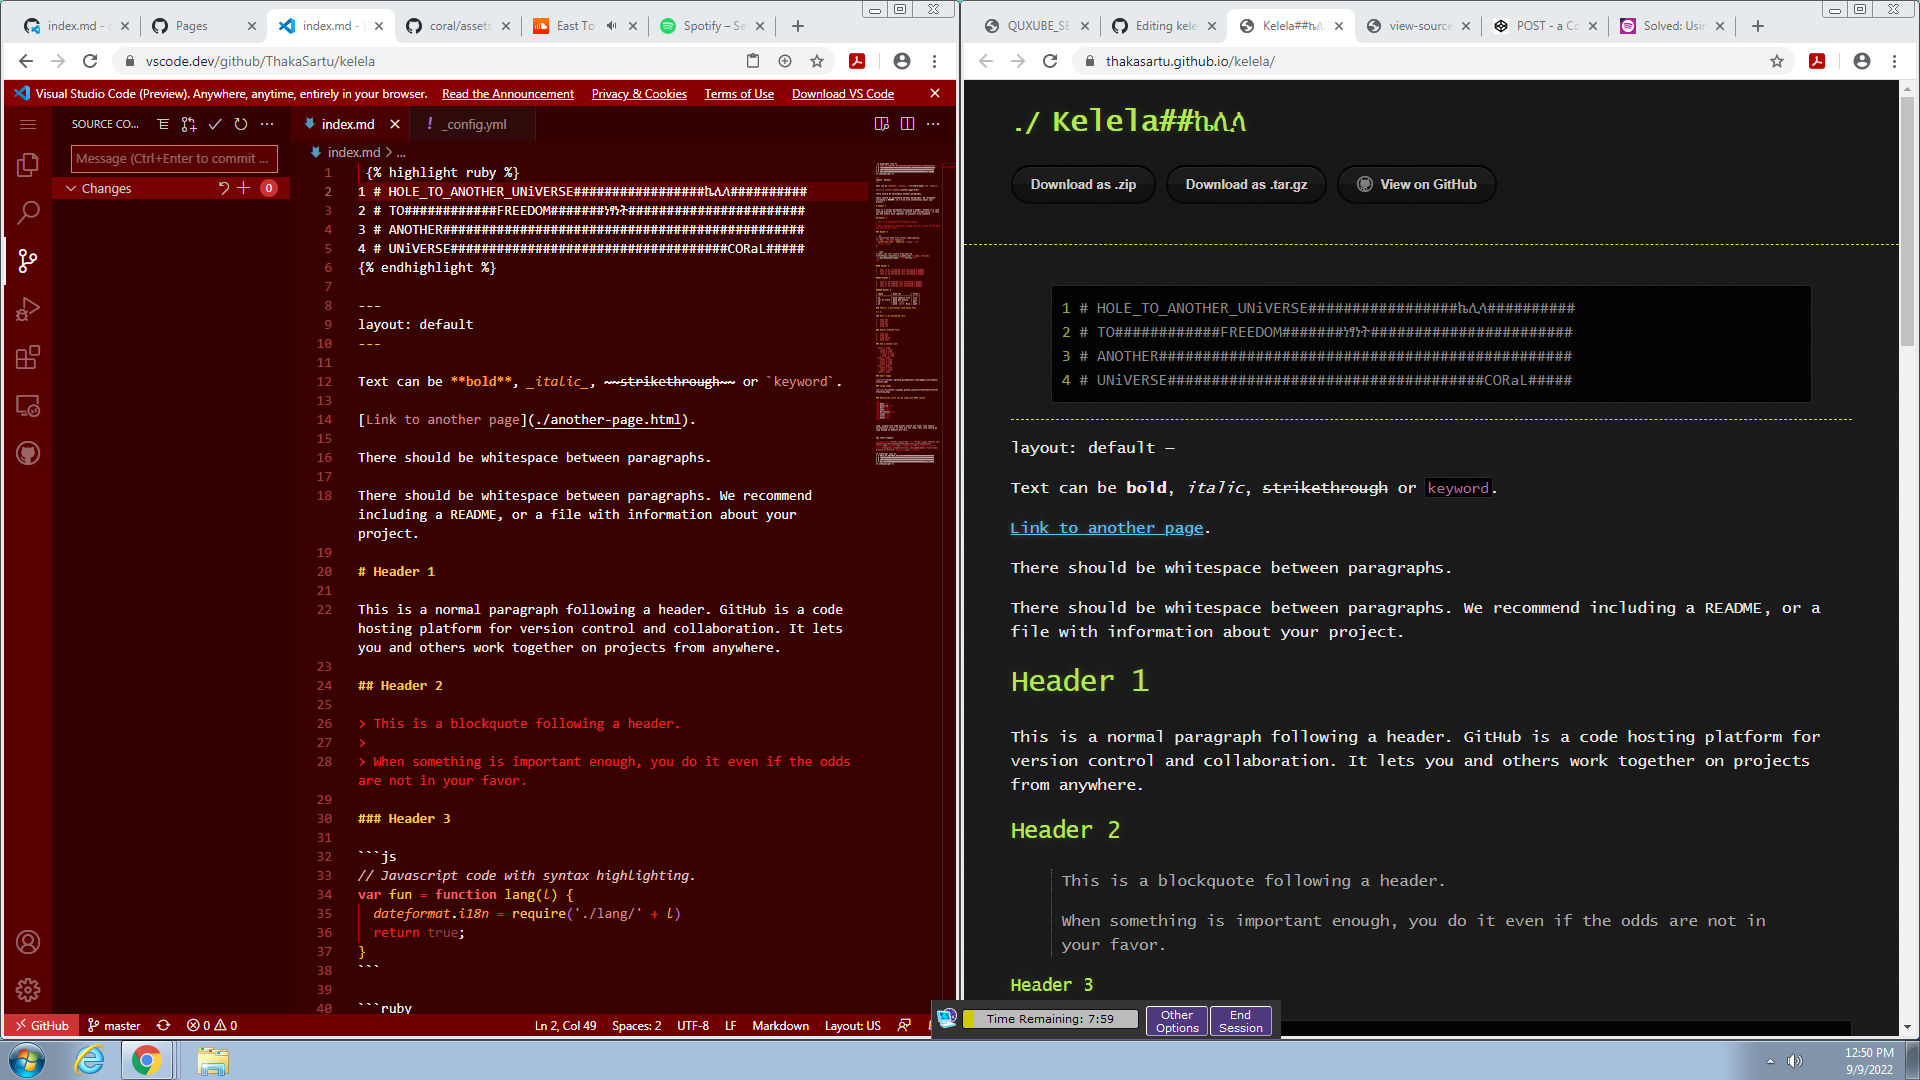 index.md - c
Pages
index.md -
coral/assets
East To
Spotify – Se
vscode.dev/github/ThakaSartu/kelela
Visual Studio Code (Preview). Anywhere, anytime, entirely in your browser. Read the Announcement Privacy & Cookies Terms of Use Download VS Code
SOURCE CO...
index.md
! _config.yml
Message (Ctrl+Enter to commit ...
index.md > ...
Changes
0
1 {% highlight ruby %}
2 1 # HOLE_TO_ANOTHER_UNiVERSE#################ኬሊላ##########
3 2 # TO############FREEDOM#######ነፃነት#######################
4 3 # ANOTHER###############################################
5 4 # UNiVERSE####################################CORaL#####
6 {% endhighlight %}
7
8 ---
9 layout: default
10 ---
11
12 Text can be **bold**, _italic_, ~~strikethrough~~ or `keyword`.
13
14 [Link to another page](./another-page.html).
15
16 There should be whitespace between paragraphs.
17
18 There should be whitespace between paragraphs. We recommend
including a README, or a file with information about your
project.
19
20 # Header 1
21
22 This is a normal paragraph following a header. GitHub is a code
hosting platform for version control and collaboration. It lets
you and others work together on projects from anywhere.
23
24 ## Header 2
25
26 > This is a blockquote following a header.
27 >
28 > When something is important enough, you do it even if the odds
are not in your favor.
29
30 ### Header 3
31
32 ```js
33 // Javascript code with syntax highlighting.
34 var fun = function lang(l) {
35 dateformat.i18n = require('./lang/' + l)
36 return true;
37 }
38 ```
39
40 ```ruby
GitHub master 0 0 Ln 2, Col 49 Spaces: 2 UTF-8 LF Markdown Layout: US
QUXUBE_SE
Editing kele
Kelela##ኬሊ
view-source
POST - a Co
Solved: Usin
thakasartu.github.io/kelela/
./ Kelela##ኬሊላ
Download as .zip
Download as .tar.gz
View on GitHub
1 # HOLE_TO_ANOTHER_UNiVERSE#################ኬሊላ##########
2 # TO############FREEDOM#######ነፃነት#######################
3 # ANOTHER###############################################
4 # UNiVERSE####################################CORaL#####
layout: default —
Text can be bold, italic, strikethrough or keyword.
Link to another page.
There should be whitespace between paragraphs.
There should be whitespace between paragraphs. We recommend including a README, or a
file with information about your project.
Header 1
This is a normal paragraph following a header. GitHub is a code hosting platform for
version control and collaboration. It lets you and others work together on projects
from anywhere.
Header 2
This is a blockquote following a header.
When something is important enough, you do it even if the odds are not in
your favor.
Header 3
Time Remaining: 7:59
Other
Options
End
Session
12:50 PM
9/9/2022